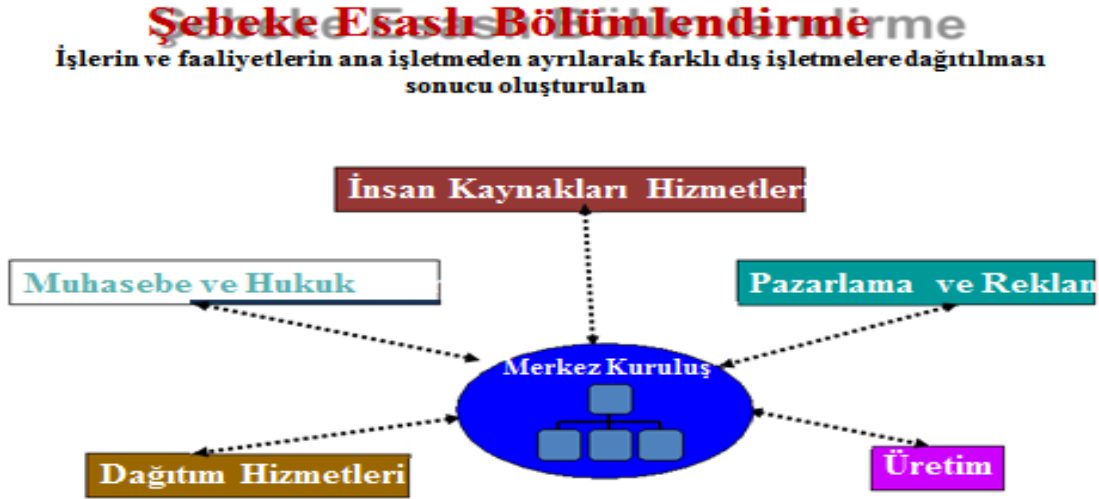 Şebeke Esaslı Bölümlendirme
İşlerin ve faaliyetlerin ana işletmeden ayrılarak farklı dış işletmelere dağıtılması
sonucu oluşturulan
İnsan Kaynakları Hizmetleri
Muhasebe ve Hukuk
Pazarlama ve Reklam
Merkez Kuruluş
Dağıtım Hizmetleri
Üretim